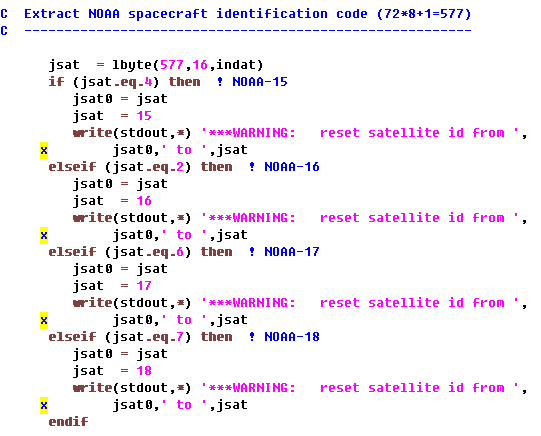 C  Extract NOAA spacecraft identification code (72*8+1=577)
C  --------------------------------------------------------
      jsat  = lbyte(577,16,indat)
      if (jsat.eq.4) then  ! NOAA-15
         jsat0 = jsat
         jsat  = 15
         write(stdout,*) '***WARNING:   reset satellite id from ',
     x        jsat0,' to ',jsat
      elseif (jsat.eq.2) then  ! NOAA-16
         jsat0 = jsat
         jsat  = 16
         write(stdout,*) '***WARNING:   reset satellite id from ',
     x        jsat0,' to ',jsat
      elseif (jsat.eq.6) then  ! NOAA-17
         jsat0 = jsat
         jsat  = 17
         write(stdout,*) '***WARNING:   reset satellite id from ',
     x        jsat0,' to ',jsat
      elseif (jsat.eq.7) then  ! NOAA-18
         jsat0 = jsat
         jsat  = 18
         write(stdout,*) '***WARNING:   reset satellite id from ',
     x        jsat0,' to ',jsat
      endif